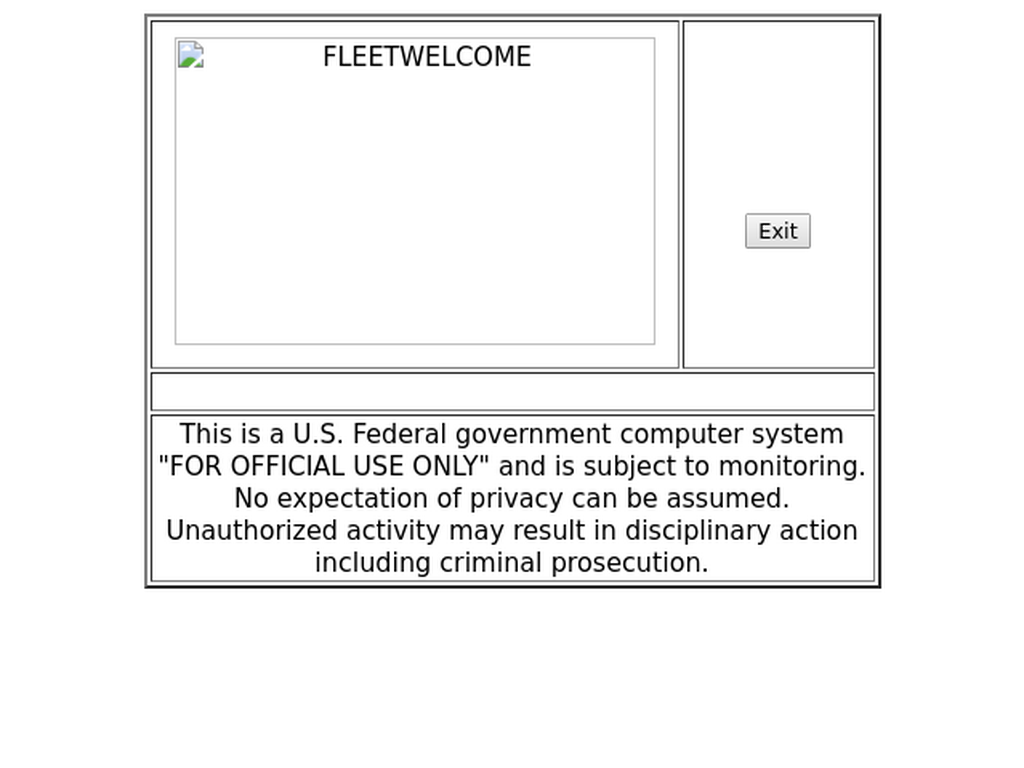 FLEETWELCOME
Exit
This is a U.S. Federal government computer system
"FOR OFFICIAL USE ONLY" and is subject to monitoring.
No expectation of privacy can be assumed.
Unauthorized activity may result in disciplinary action
including criminal prosecution.